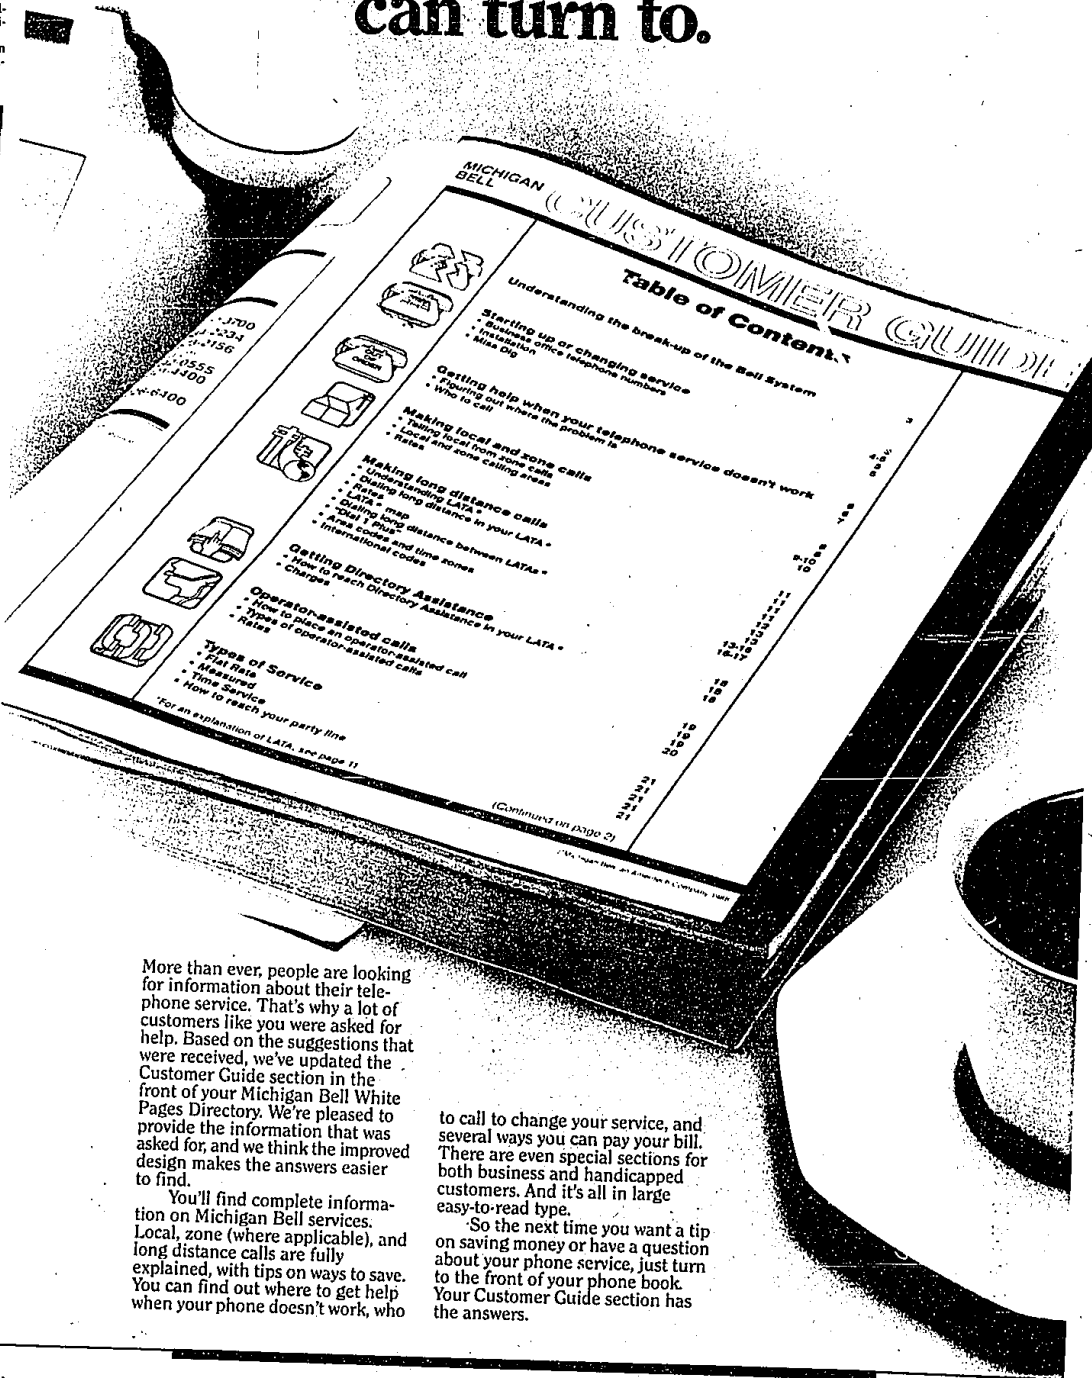 can turn to.
MICHIGAN
BELL
CUSTOMER GUIDE
Table of Contents
Understanding the break-up of the Bell System 3
Starting up or changing service
• Business office telephone numbers
• Installation
• Miss Dig
Getting help when your telephone service doesn't work
• Figuring out where the problem is
• Who to call
Making local and zone calls
• Telling local from zone calls
• Local and zone calling areas
• Rates
Making long distance calls
• Understanding LATA*
• Dialing long distance in your LATA*
• Rates
• LATA* map
• Dialing long distance between LATAs*
• "Dial 1 Plus"
• Area codes and time zones
• International codes
Getting Directory Assistance
• How to reach Directory Assistance in your LATA*
• Charges
Operator-assisted calls
• How to place an operator-assisted call
• Types of operator-assisted calls
• Rates
Types of Service
• Flat Rate
• Measured
• Time Service
• How to reach your party line
9-10
10
18
18
18
19
19
19
20
21
21
21
21
21
*For an explanation of LATA, see page 11
(Continued on page 2)
More than ever, people are looking
for information about their tele-
phone service. That's why a lot of
customers like you were asked for
help. Based on the suggestions that
were received, we've updated the
Customer Guide section in the
front of your Michigan Bell White
Pages Directory. We're pleased to
provide the information that was
asked for, and we think the improved
design makes the answers easier
to find.
You'll find complete informa-
tion on Michigan Bell services.
Local, zone (where applicable), and
long distance calls are fully
explained, with tips on ways to save.
You can find out where to get help
when your phone doesn't work, who
to call to change your service, and
several ways you can pay your bill.
There are even special sections for
both business and handicapped
customers. And it's all in large
easy-to-read type.
So the next time you want a tip
on saving money or have a question
about your phone service, just turn
to the front of your phone book.
Your Customer Guide section has
the answers.